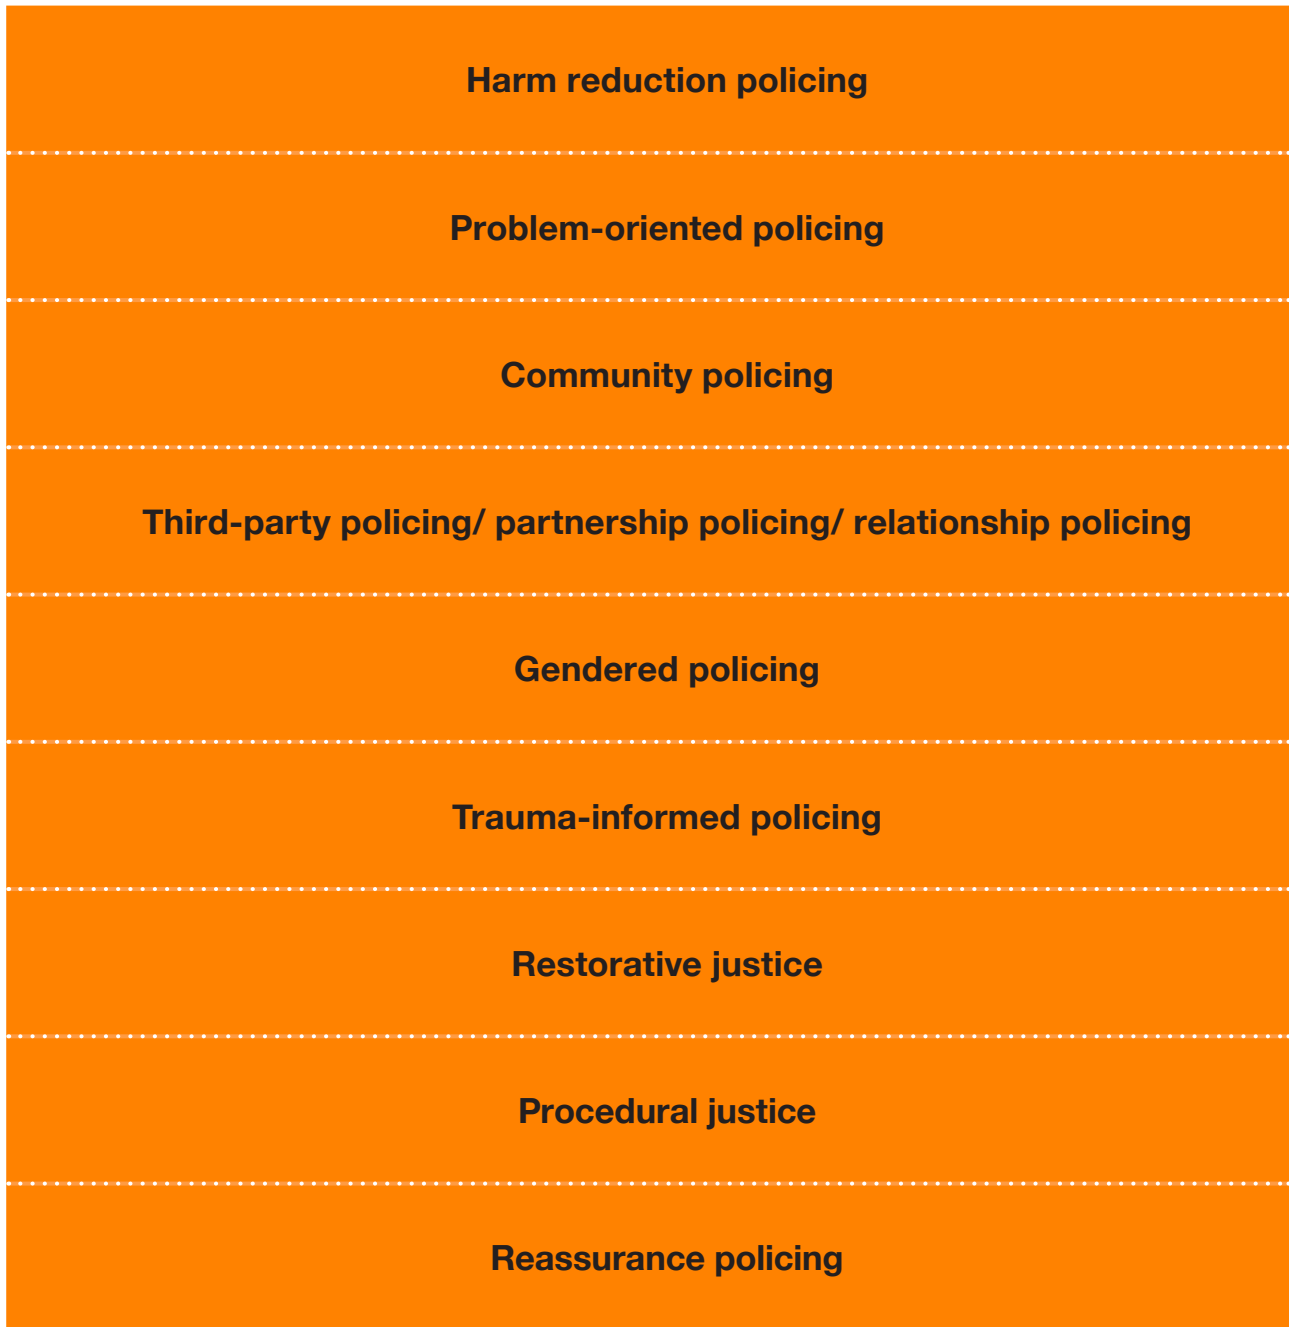 Harm reduction policing
Problem-oriented policing
Community policing
Third-party policing/ partnership policing/ relationship policing
Gendered policing
Trauma-informed policing
Restorative justice
Procedural justice
Reassurance policing